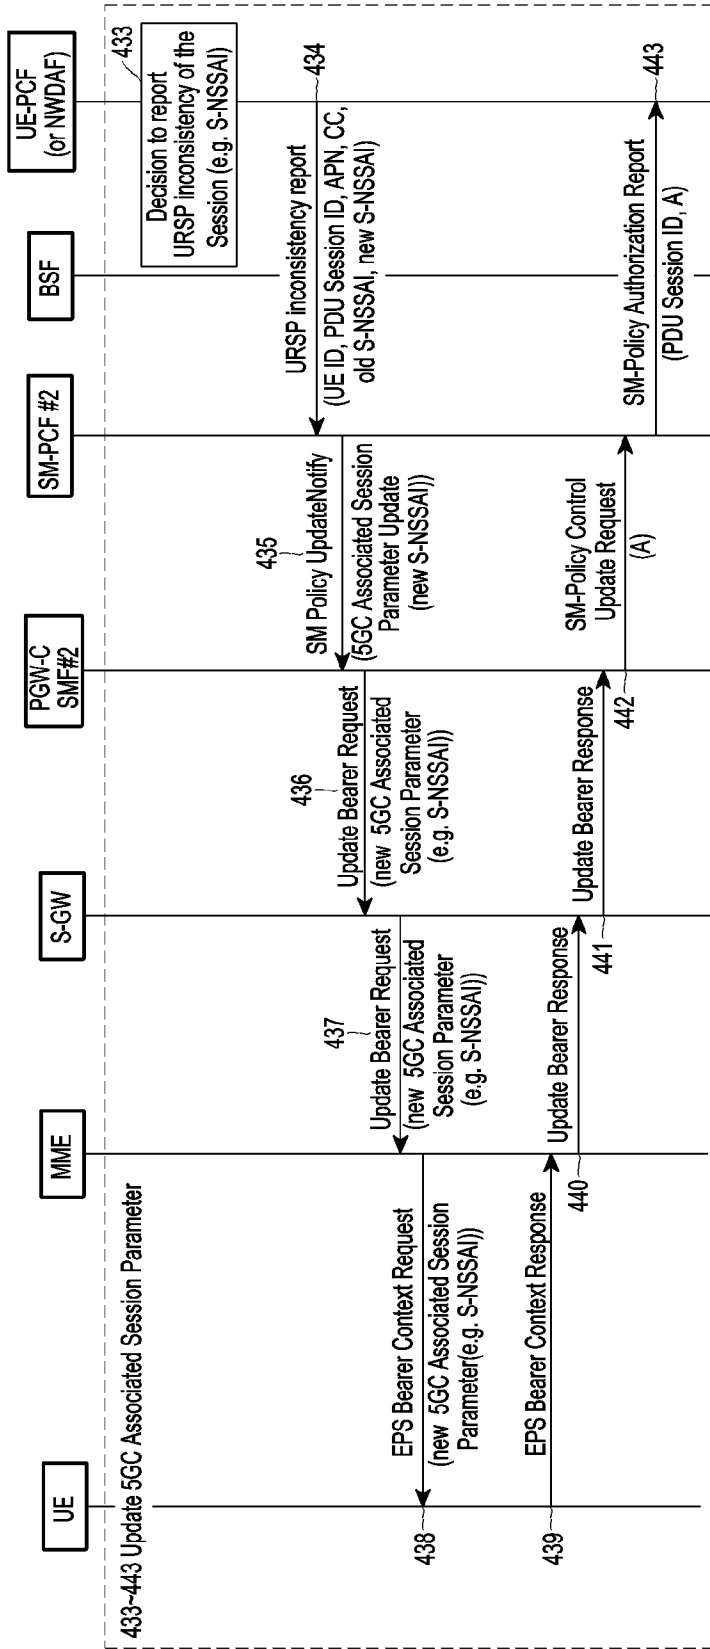 UE
MME
S-GW
PGW-C
SMF#2
SM-PCF #2
BSF
UE-PCF
(or NWDAF)
433~443 Update 5GC Associated Session Parameter
433
Decision to report
URSP inconsistency of the
Session (e.g. S-NSSAI)
434
URSP inconsistency report
(UE ID, PDU Session ID, APN, CC,
old S-NSSAI, new S-NSSAI)
435
SM Policy UpdateNotify
(5GC Associated Session
Parameter Update
(new S-NSSAI))
436
Update Bearer Request
(new 5GC Associated
Session Parameter
(e.g. S-NSSAI))
437
Update Bearer Request
(new 5GC Associated
Session Parameter
(e.g. S-NSSAI))
438
EPS Bearer Context Request
(new 5GC Associated Session
Parameter(e.g. S-NSSAI))
439
EPS Bearer Context Response
440
Update Bearer Response
441
Update Bearer Response
442
SM-Policy Control
Update Request
(A)
443
SM-Policy Authorization Report
(PDU Session ID, A)